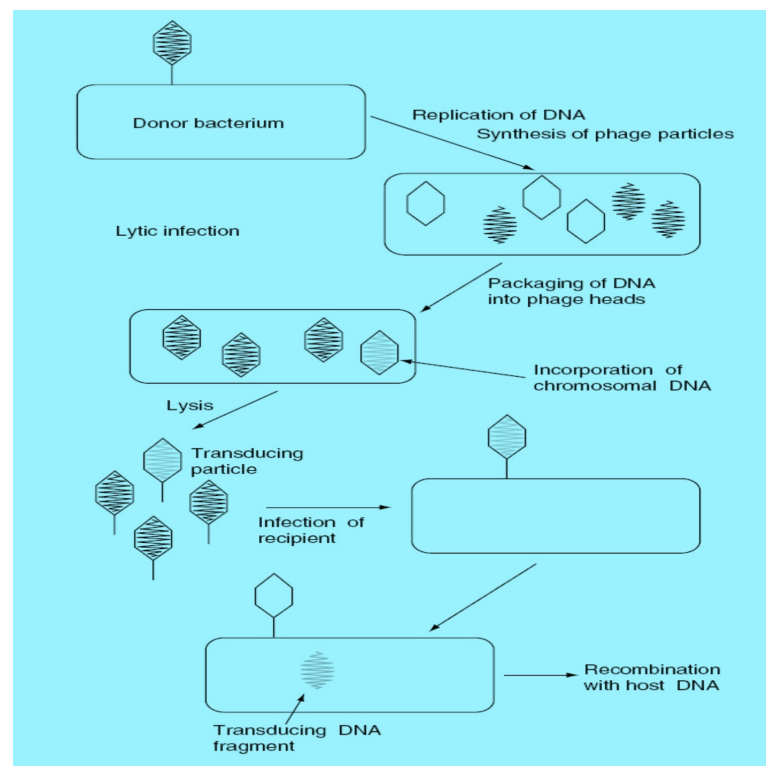 Donor bacterium
Replication of DNA
Synthesis of phage particles
Lytic infection
Packaging of DNA
into phage heads
Incorporation of
chromosomal DNA
Lysis
Transducing
particle
Infection of
recipient
Recombination
with host DNA
Transducing DNA
fragment